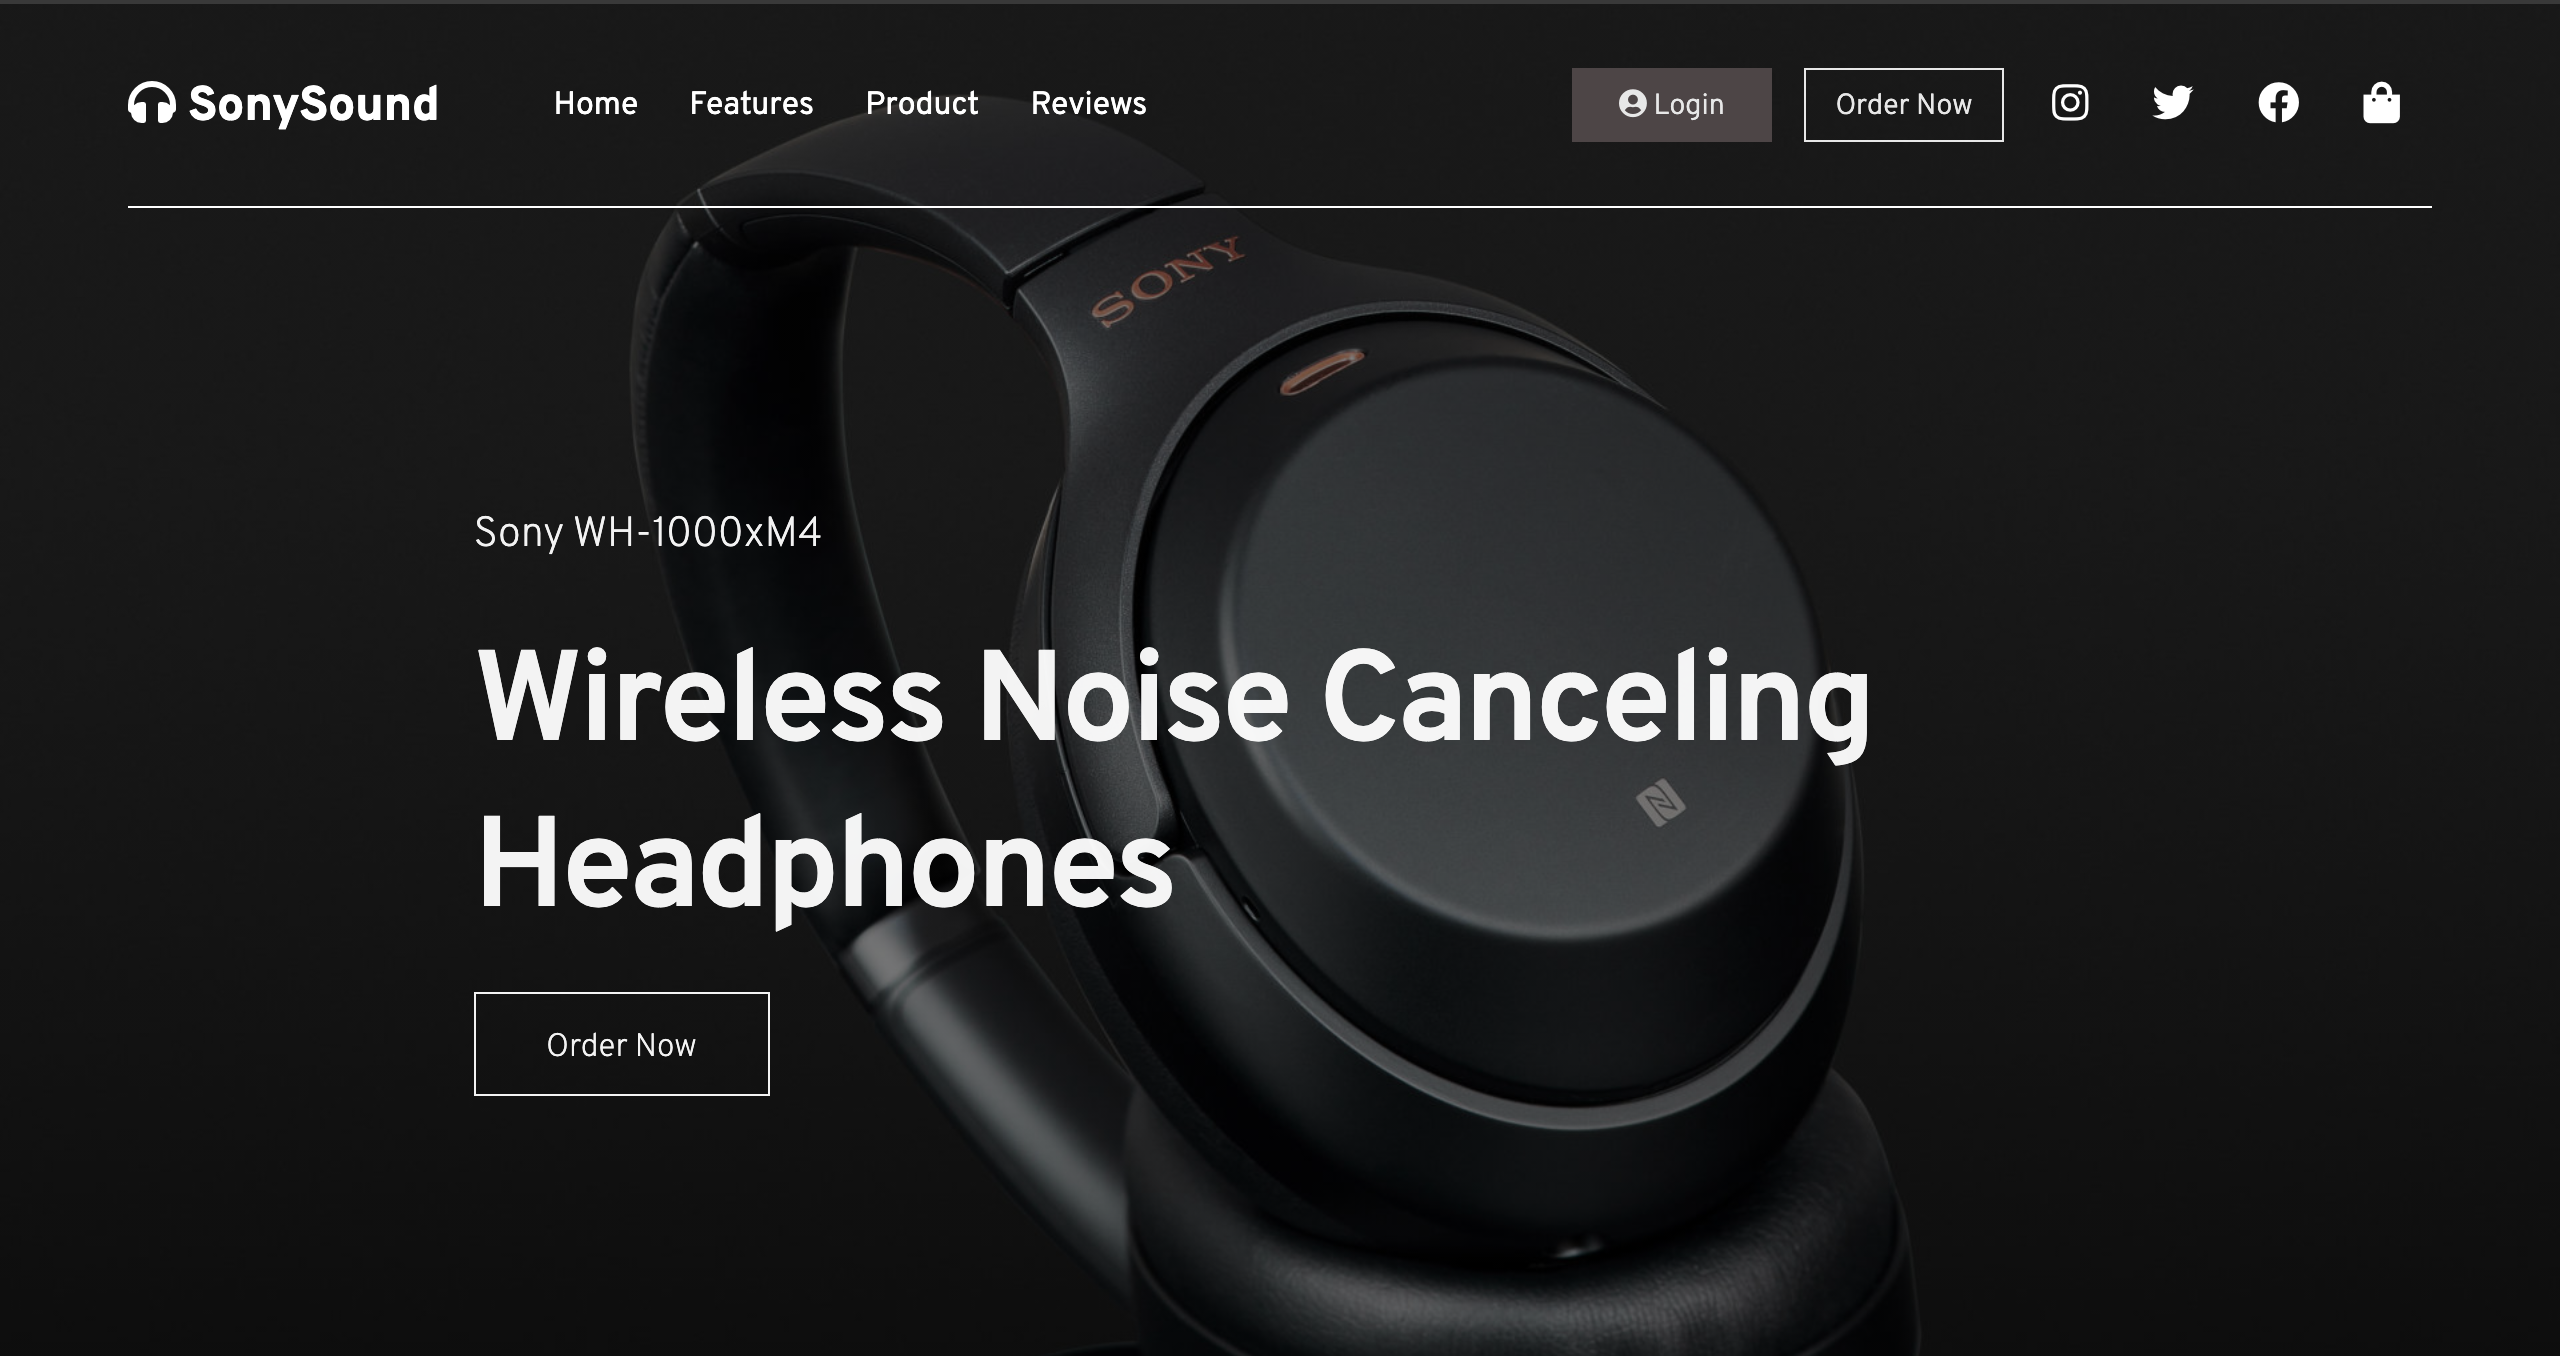 SonySound
Home Features Product Reviews
Login
Order Now
SONY
Sony WH-1000xM4
Wireless Noise Canceling
Headphones
Order Now